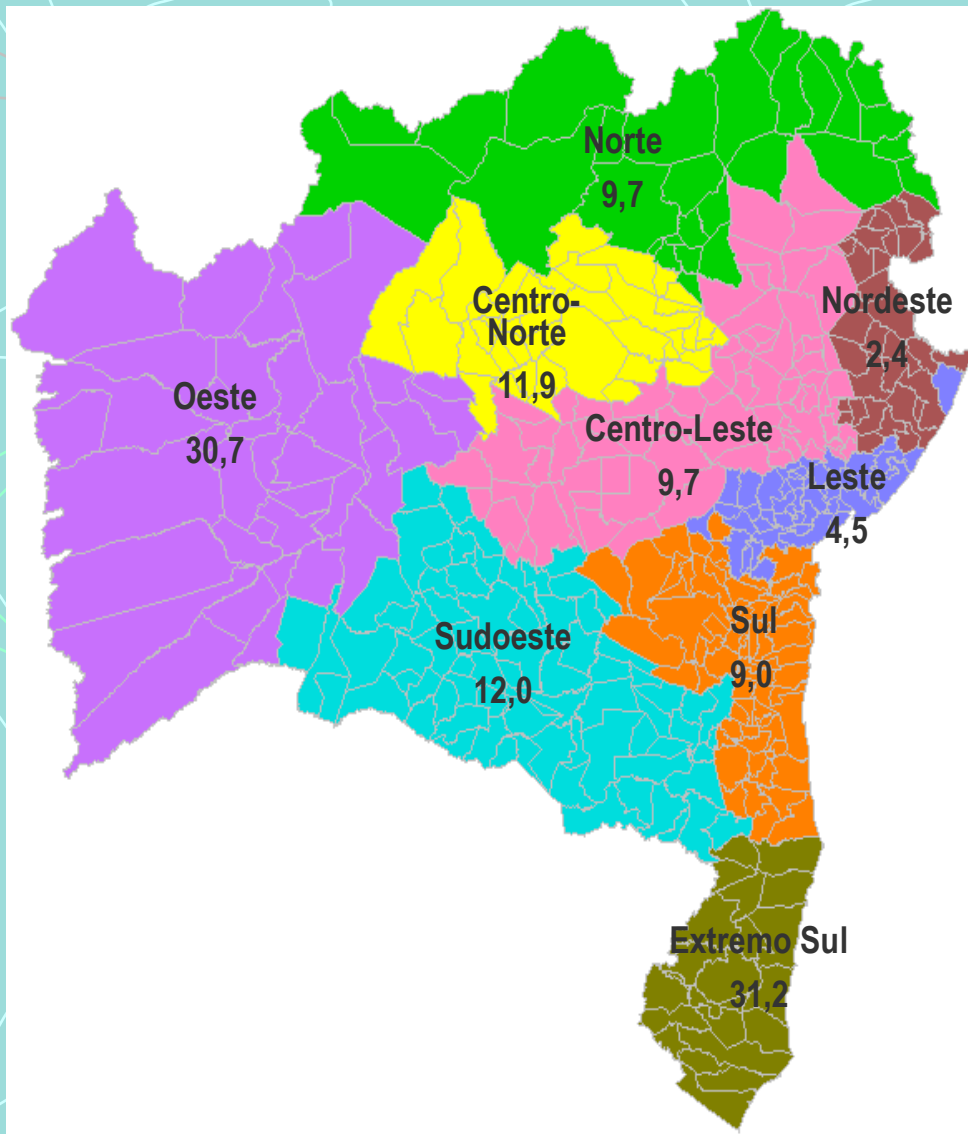 Norte
9,7
Centro-
Norte
11,9
Nordeste
2,4
Oeste
30,7
Centro-Leste
9,7
Leste
4,5
Sudoeste
12,0
Sul
9,0
Extremo Sul
31,2